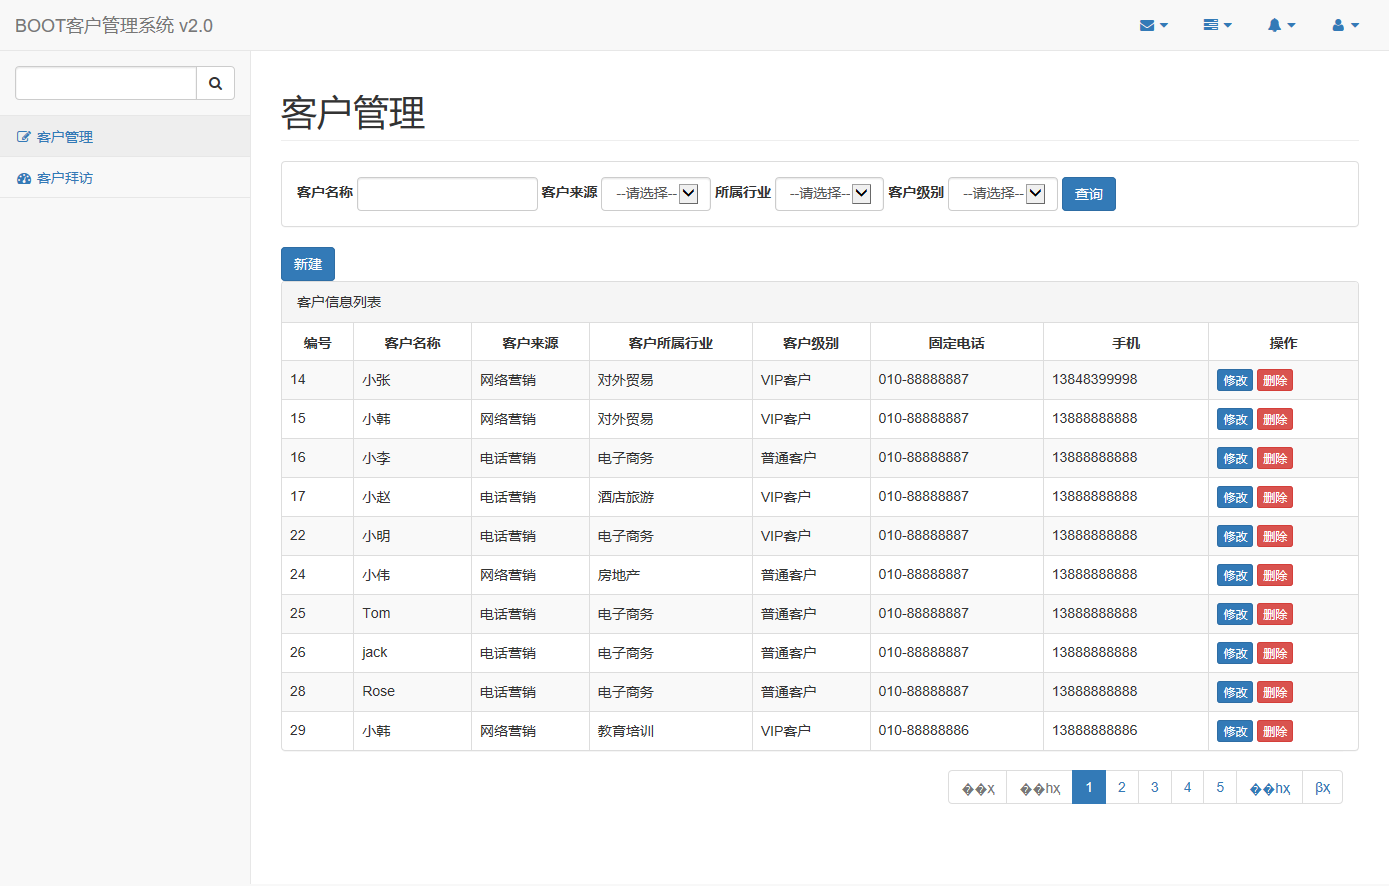 BOOT客户管理系统 v2.0
客户管理
客户拜访
客户管理
客户名称 客户来源 --请选择-- 所属行业 --请选择-- 客户级别 --请选择-- 查询
新建
客户信息列表
编号 客户名称 客户来源 客户所属行业 客户级别 固定电话 手机 操作
14 小张 网络营销 对外贸易 VIP客户 010-88888887 13848399998 修改 删除
15 小韩 网络营销 对外贸易 VIP客户 010-88888887 13888888888 修改 删除
16 小李 电话营销 电子商务 普通客户 010-88888887 13888888888 修改 删除
17 小赵 电话营销 酒店旅游 VIP客户 010-88888887 13888888888 修改 删除
22 小明 电话营销 电子商务 VIP客户 010-88888887 13888888888 修改 删除
24 小伟 网络营销 房地产 普通客户 010-88888887 13888888888 修改 删除
25 Tom 电话营销 电子商务 普通客户 010-88888887 13888888888 修改 删除
26 jack 电话营销 电子商务 普通客户 010-88888887 13888888888 修改 删除
28 Rose 电话营销 电子商务 普通客户 010-88888887 13888888888 修改 删除
29 小韩 网络营销 教育培训 VIP客户 010-88888886 13888888886 修改 删除
��ҳ ��һҳ 1 2 3 4 5 ��һҳ βҳ